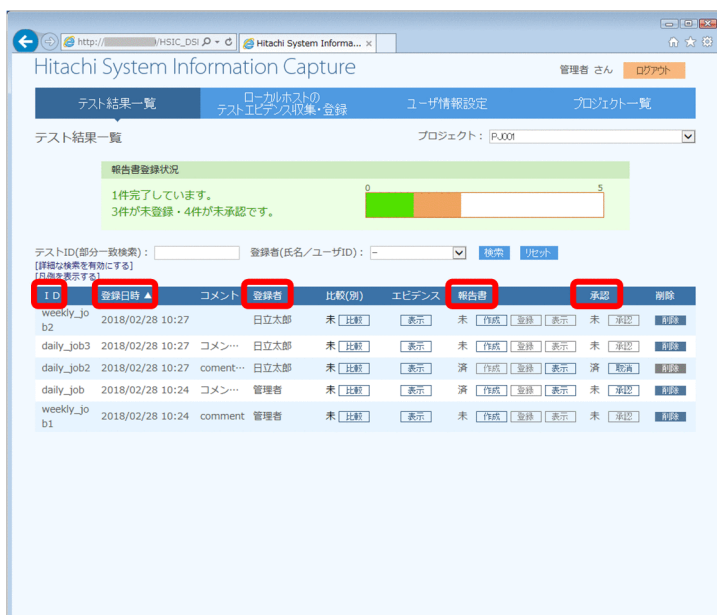 http://　/HSIC_DSI
Hitachi System Informa... ×
Hitachi System Information Capture
管理者 さん ログアウト
テスト結果一覧
ローカルホストの
テストエビデンス収集・登録
ユーザ情報設定
プロジェクト一覧
テスト結果一覧
プロジェクト： PJ001
報告書登録状況
1件完了しています。
3件が未登録・4件が未承認です。
0 5
テストID(部分一致検索)： 登録者(氏名／ユーザID)： – 検索 リセット
[詳細な検索を有効にする]
[凡例を表示する]
ＩＤ 登録日時▲ コメント 登録者 比較(別) エビデンス 報告書 承認 削除
weekly_jo
b2 2018/02/28 10:27 日立太郎 未 比較 表示 未 作成 登録 表示 未 承認 削除
daily_job3 2018/02/28 10:27 コメン… 日立太郎 未 比較 表示 未 作成 登録 表示 未 承認 削除
daily_job2 2018/02/28 10:27 coment… 日立太郎 未 比較 表示 済 作成 登録 表示 済 取消 削除
daily_job 2018/02/28 10:24 コメン… 管理者 未 比較 表示 済 作成 登録 表示 未 承認 削除
weekly_jo
b1 2018/02/28 10:24 comment 管理者 未 比較 表示 未 作成 登録 表示 未 承認 削除